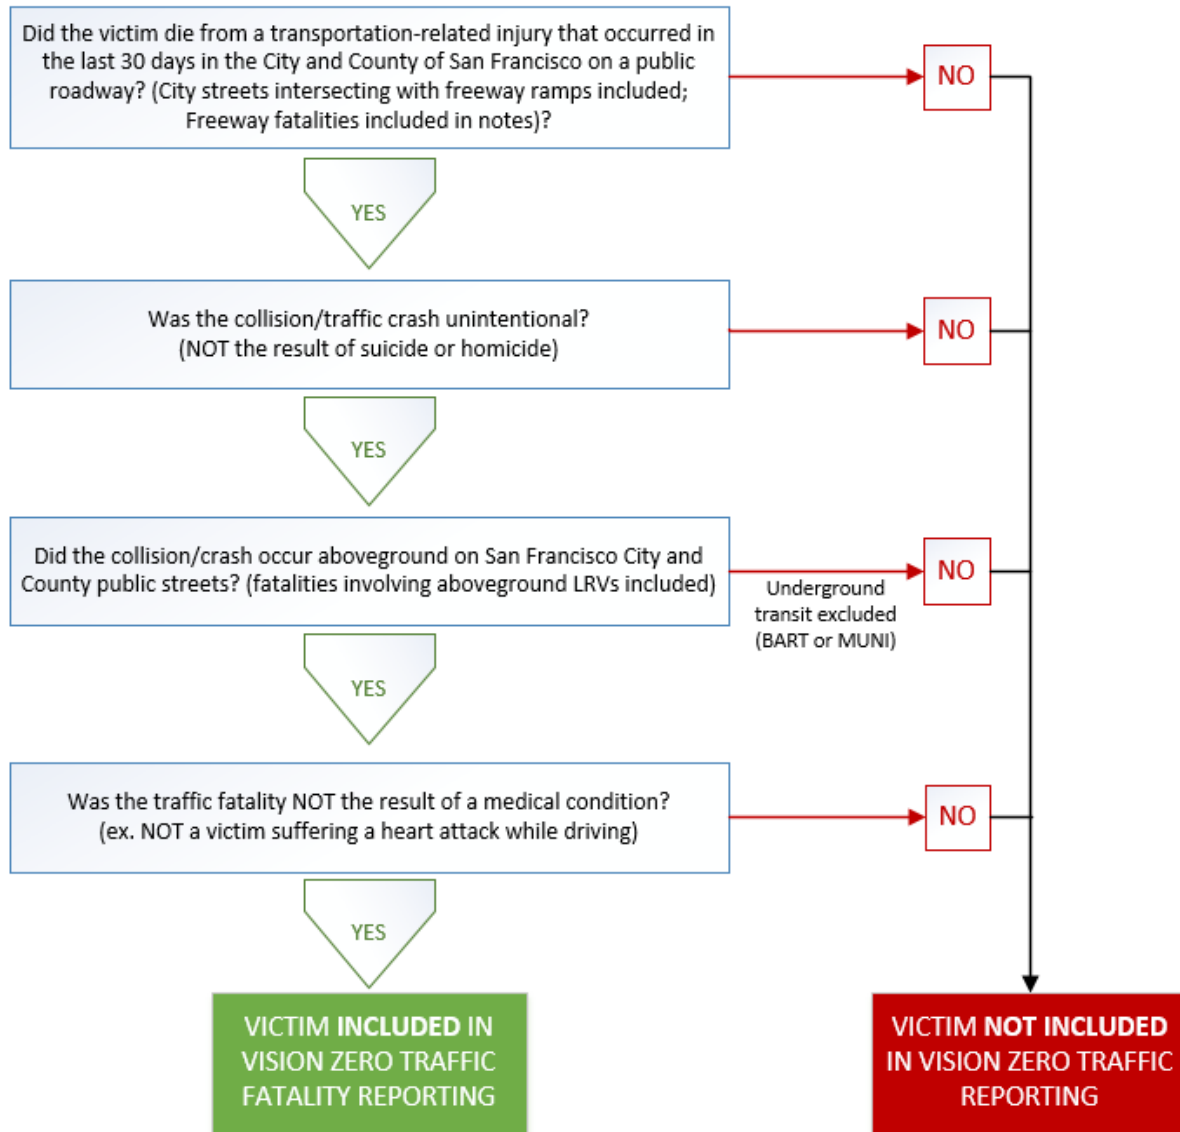 Did the victim die from a transportation-related injury that occurred in
the last 30 days in the City and County of San Francisco on a public
roadway? (City streets intersecting with freeway ramps included;
Freeway fatalities included in notes)?
NO
YES
Was the collision/traffic crash unintentional?
(NOT the result of suicide or homicide)
NO
YES
Did the collision/crash occur aboveground on San Francisco City and
County public streets? (fatalities involving aboveground LRVs included)
Underground
transit excluded
(BART or MUNI)
NO
YES
Was the traffic fatality NOT the result of a medical condition?
(ex. NOT a victim suffering a heart attack while driving)
NO
YES
VICTIM INCLUDED IN
VISION ZERO TRAFFIC
FATALITY REPORTING
VICTIM NOT INCLUDED
IN VISION ZERO TRAFFIC
REPORTING